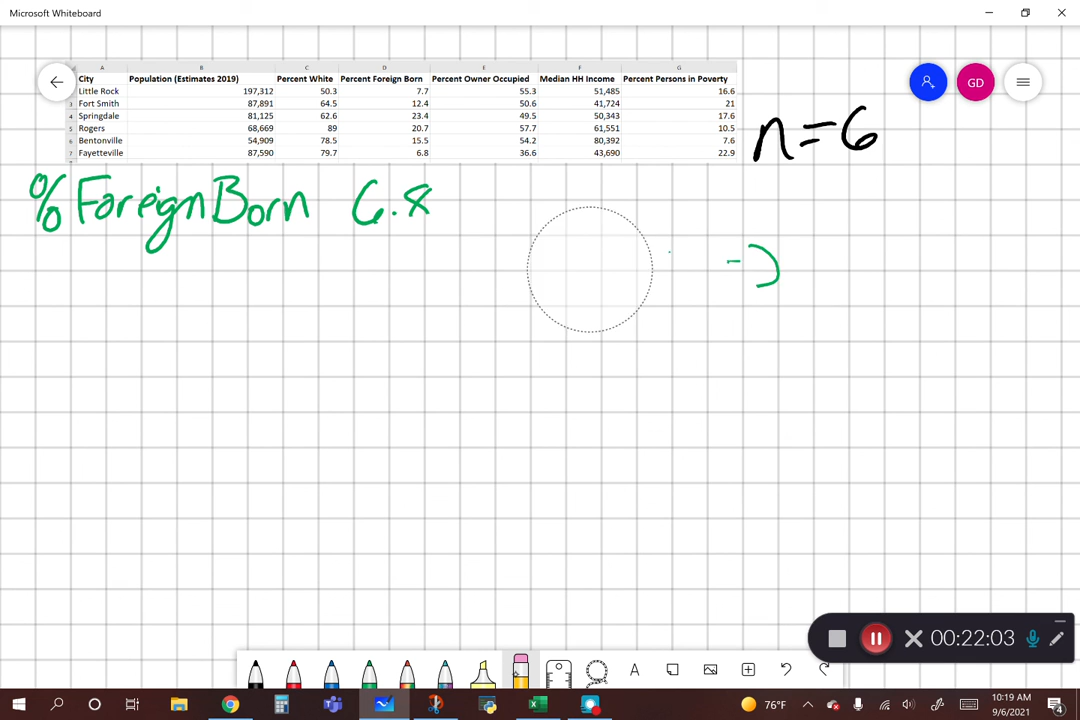 Microsoft Whiteboard
A B C D E F G
City Population (Estimates 2019) Percent White Percent Foreign Born Percent Owner Occupied Median HH Income Percent Persons in Poverty
Little Rock 197,312 50.3 7.7 55.3 51,485 16.6
3 Fort Smith 87,891 64.5 12.4 50.6 41,724 21
4 Springdale 81,125 62.6 23.4 49.5 50,343 17.6
5 Rogers 68,669 89 20.7 57.7 61,551 10.5
6 Bentonville 54,909 78.5 15.5 54.2 80,392 7.6
7 Fayetteville 87,590 79.7 6.8 36.6 43,690 22.9
GD
n=6
% Foreign Born 6.8
00:22:03
A
76°F
10:19 AM
9/6/2021
4